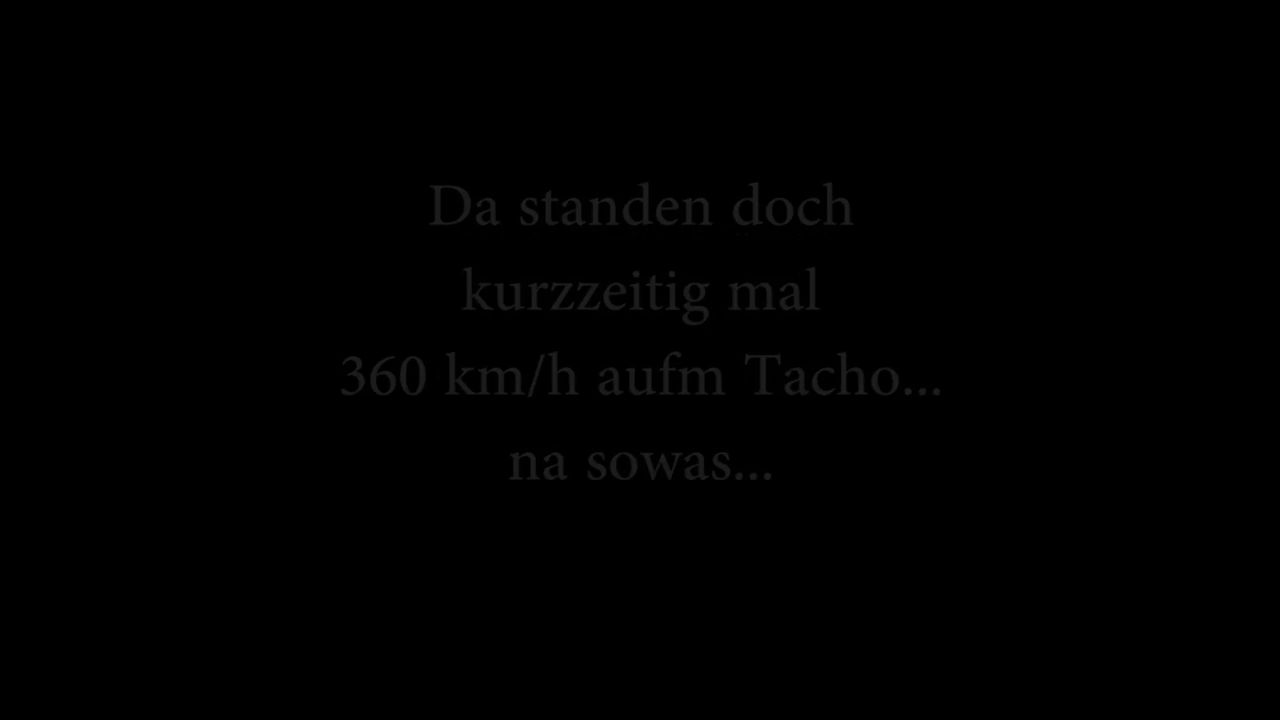 Da standen doch
kurzzeitig mal
360 km/h aufm Tacho...
na sowas...